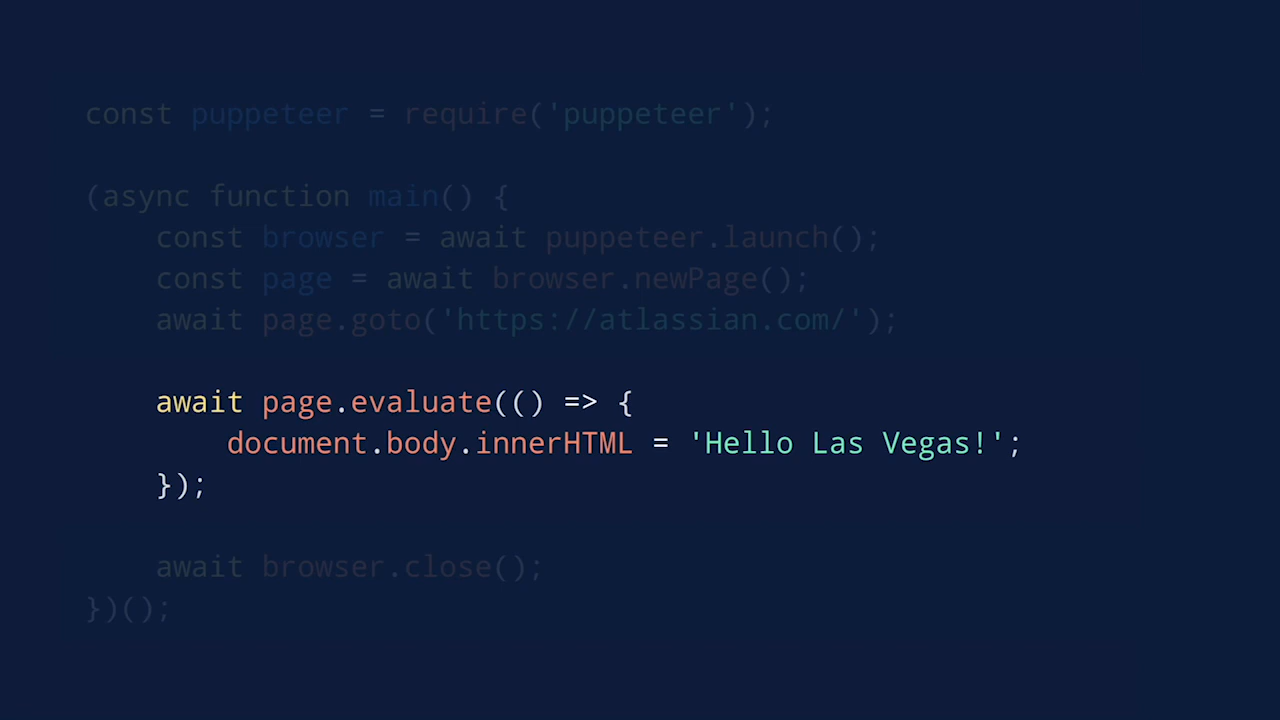 const puppeteer = require('puppeteer');
(async function main() {
    const browser = await puppeteer.launch();
    const page = await browser.newPage();
    await page.goto('https://atlassian.com/');
    await page.evaluate(() => {
        document.body.innerHTML = 'Hello Las Vegas!';
    });
    await browser.close();
})();